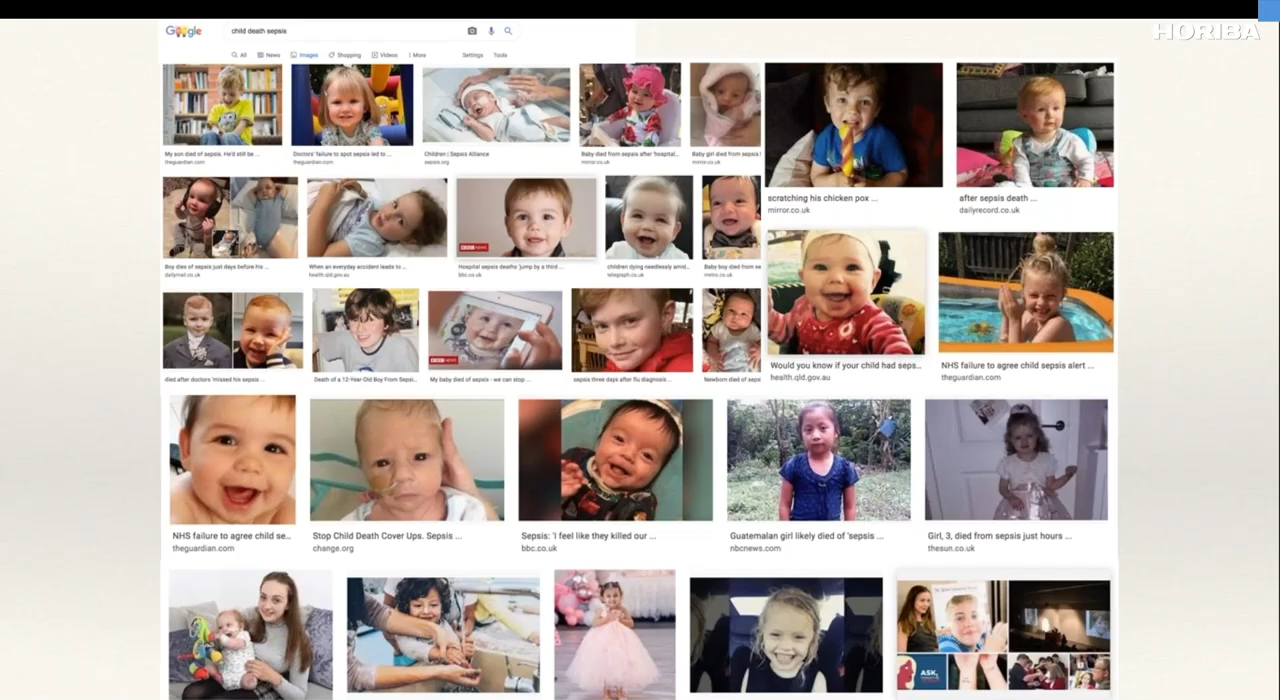 HORIBA
Google
child death sepsis
All
News
Images
Shopping
Videos
More
Settings
Tools
My son died of sepsis. He'd still be ...
theguardian.com
Doctors' failure to spot sepsis led to ...
theguardian.com
Children | Sepsis Alliance
sepsis.org
Baby died from sepsis after 'hospital...
mirror.co.uk
Baby girl died from sepsis
mirror.co.uk
scratching his chicken pox ...
mirror.co.uk
after sepsis death ...
dailyrecord.co.uk
Boy dies of sepsis just days before his ...
dailymail.co.uk
When an everyday accident leads to ...
health.qld.gov.au
BBC NEWS
Hospital sepsis deaths 'jump by a third ...
bbc.co.uk
children dying needlessly amid...
telegraph.co.uk
Baby boy died from se
metro.co.uk
Would you know if your child had seps...
health.qld.gov.au
NHS failure to agree child sepsis alert ...
theguardian.com
died after doctors 'missed his sepsis ...
Death of a 12-Year-Old Boy From Sepsi...
BBC NEWS
My baby died of sepsis - we can stop ...
sepsis three days after flu diagnosis ...
Newborn died of sepsi
NHS failure to agree child se...
theguardian.com
Stop Child Death Cover Ups. Sepsis ...
change.org
Sepsis: 'I feel like they killed our ...
bbc.co.uk
Guatemalan girl likely died of 'sepsis ...
nbcnews.com
Girl, 3, died from sepsis just hours ...
thesun.co.uk
ASK